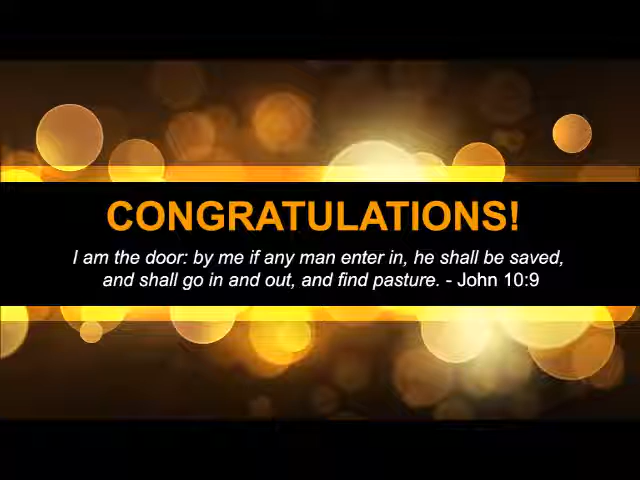 CONGRATULATIONS!
I am the door: by me if any man enter in, he shall be saved,
and shall go in and out, and find pasture. - John 10:9